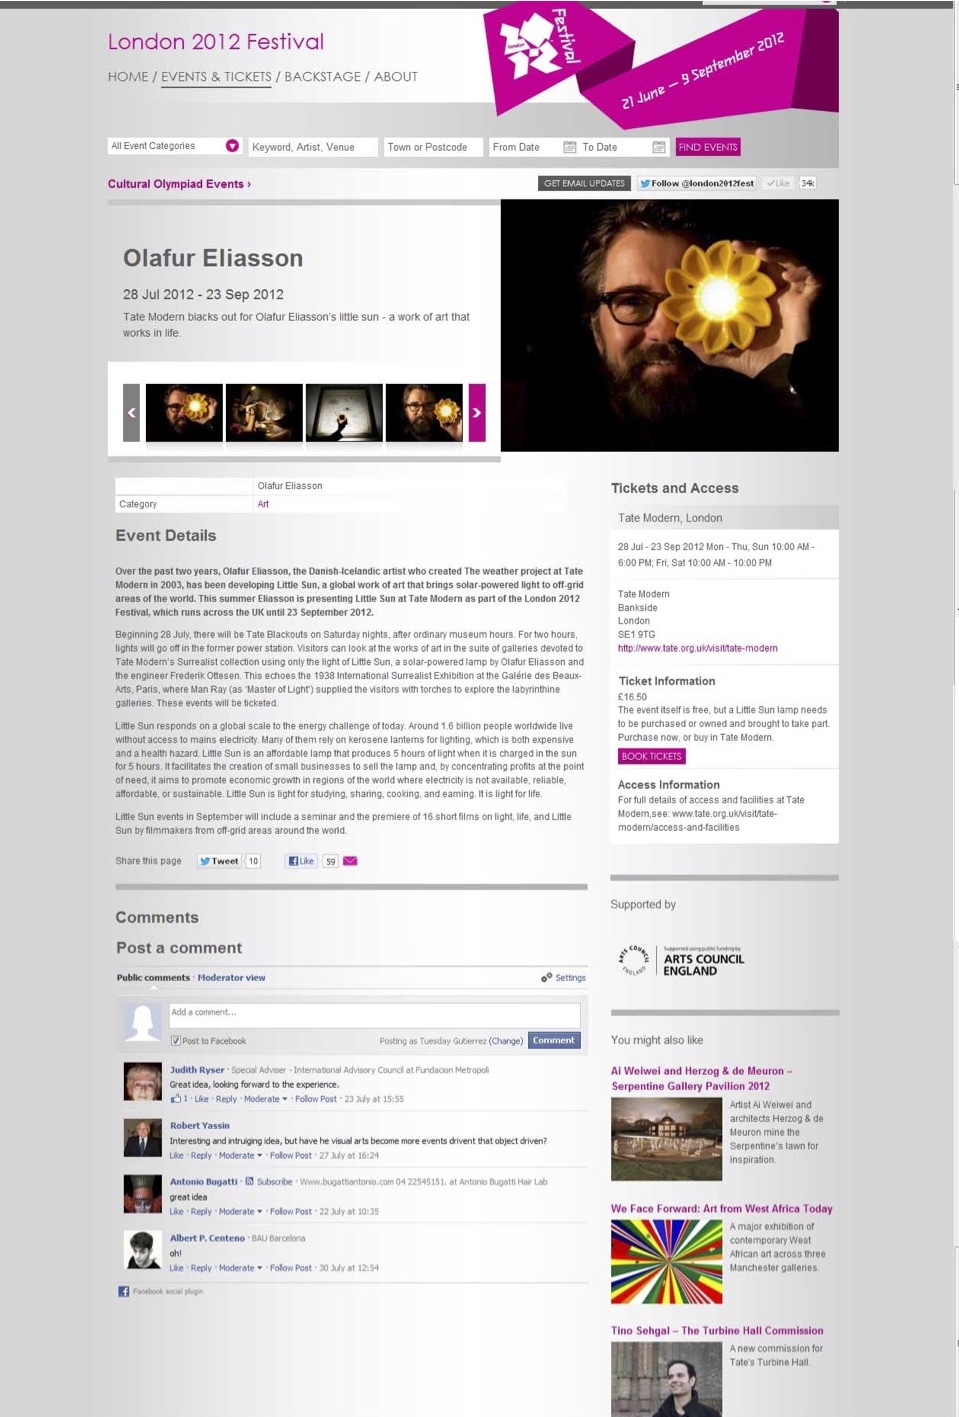 London 2012 Festival
HOME / EVENTS & TICKETS / BACKSTAGE / ABOUT
london
Festival
21 June – 9 September 2012
All Event Categories
Keyword, Artist, Venue
Town or Postcode
From Date
To Date
FIND EVENTS
Cultural Olympiad Events ›
GET EMAIL UPDATES
Follow @london2012fest
Like
34k
Olafur Eliasson
28 Jul 2012 - 23 Sep 2012
Tate Modern blacks out for Olafur Eliasson's little sun - a work of art that
works in life.
Olafur Eliasson
Category
Art
Event Details
Over the past two years, Olafur Eliasson, the Danish-Icelandic artist who created The weather project at Tate
Modern in 2003, has been developing Little Sun, a global work of art that brings solar-powered light to off-grid
areas of the world. This summer Eliasson is presenting Little Sun at Tate Modern as part of the London 2012
Festival, which runs across the UK until 23 September 2012.
Beginning 28 July, there will be Tate Blackouts on Saturday nights, after ordinary museum hours. For two hours,
lights will go off in the former power station. Visitors can look at the works of art in the suite of galleries devoted to
Tate Modern's Surrealist collection using only the light of Little Sun, a solar-powered lamp by Olafur Eliasson and
the engineer Frederik Ottesen. This echoes the 1938 International Surrealist Exhibition at the Galérie des Beaux-
Arts, Paris, where Man Ray (as 'Master of Light') supplied the visitors with torches to explore the labyrinthine
galleries. These events will be ticketed.
Little Sun responds on a global scale to the energy challenge of today. Around 1.6 billion people worldwide live
without access to mains electricity. Many of them rely on kerosene lanterns for lighting, which is both expensive
and a health hazard. Little Sun is an affordable lamp that produces 5 hours of light when it is charged in the sun
for 5 hours. It facilitates the creation of small businesses to sell the lamp and, by concentrating profits at the point
of need, it aims to promote economic growth in regions of the world where electricity is not available, reliable,
affordable, or sustainable. Little Sun is light for studying, sharing, cooking, and earning. It is light for life.
Little Sun events in September will include a seminar and the premiere of 16 short films on light, life, and Little
Sun by filmmakers from off-grid areas around the world.
Share this page
Tweet
10
Like
59
Comments
Post a comment
Public comments · Moderator view
Settings
Add a comment...
Post to Facebook
Posting as Tuesday Gutierrez (Change)
Comment
Judith Ryser · Special Adviser - International Advisory Council at Fundacion Metropoli
Great idea, looking forward to the experience.
1 · Like · Reply · Moderate · Follow Post · 23 July at 15:55
Robert Yassin
Interesting and intruiging idea, but have he visual arts become more events drivent that object driven?
Like · Reply · Moderate · Follow Post · 27 July at 16:24
Antonio Bugatti · Subscribe · Www.bugattiantonio.com 04 22545151. at Antonio Bugatti Hair Lab
great idea
Like · Reply · Moderate · Follow Post · 22 July at 10:35
Albert P. Centeno · BAU Barcelona
oh!
Like · Reply · Moderate · Follow Post · 30 July at 12:54
Facebook social plugin
Tickets and Access
Tate Modern, London
28 Jul - 23 Sep 2012 Mon - Thu, Sun 10:00 AM -
6:00 PM; Fri, Sat 10:00 AM - 10:00 PM
Tate Modern
Bankside
London
SE1 9TG
http://www.tate.org.uk/visit/tate-modern
Ticket Information
£16.50
The event itself is free, but a Little Sun lamp needs
to be purchased or owned and brought to take part.
Purchase now, or buy in Tate Modern.
BOOK TICKETS
Access Information
For full details of access and facilities at Tate
Modern,see: www.tate.org.uk/visit/tate-
modern/access-and-facilities
Supported by
ARTS COUNCIL
ENGLAND
Supported using public funding by
ARTS COUNCIL
ENGLAND
You might also like
Ai Weiwei and Herzog & de Meuron –
Serpentine Gallery Pavilion 2012
Artist Ai Weiwei and
architects Herzog & de
Meuron mine the
Serpentine's lawn for
inspiration.
We Face Forward: Art from West Africa Today
A major exhibition of
contemporary West
African art across three
Manchester galleries.
Tino Sehgal – The Turbine Hall Commission
A new commission for
Tate's Turbine Hall.